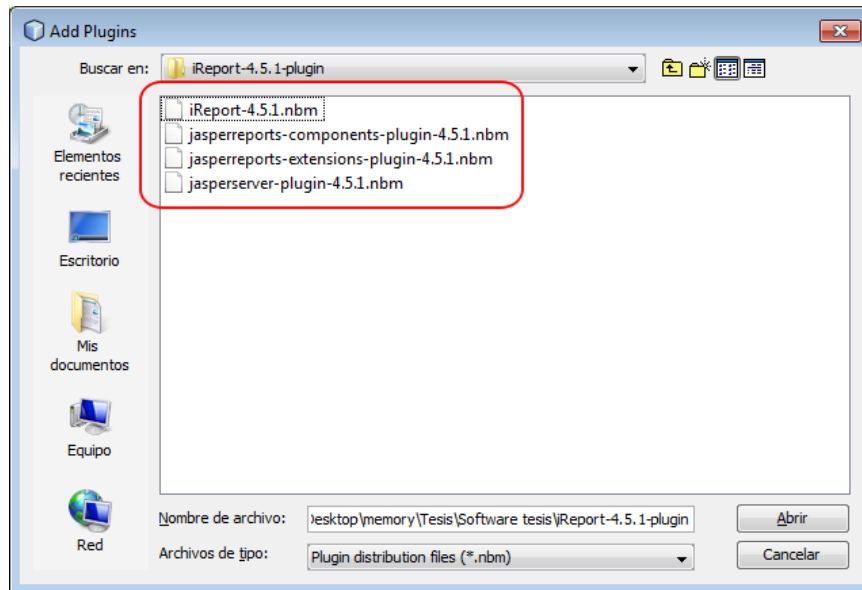 Add Plugins
Buscar en:
iReport-4.5.1-plugin
iReport-4.5.1.nbm
jasperreports-components-plugin-4.5.1.nbm
jasperreports-extensions-plugin-4.5.1.nbm
jasperserver-plugin-4.5.1.nbm
Elementos
recientes
Escritorio
Mis
documentos
Equipo
Red
Nombre de archivo:
esktop\memory\Tesis\Software tesis\iReport-4.5.1-plugin
Abrir
Archivos de tipo:
Plugin distribution files (*.nbm)
Cancelar